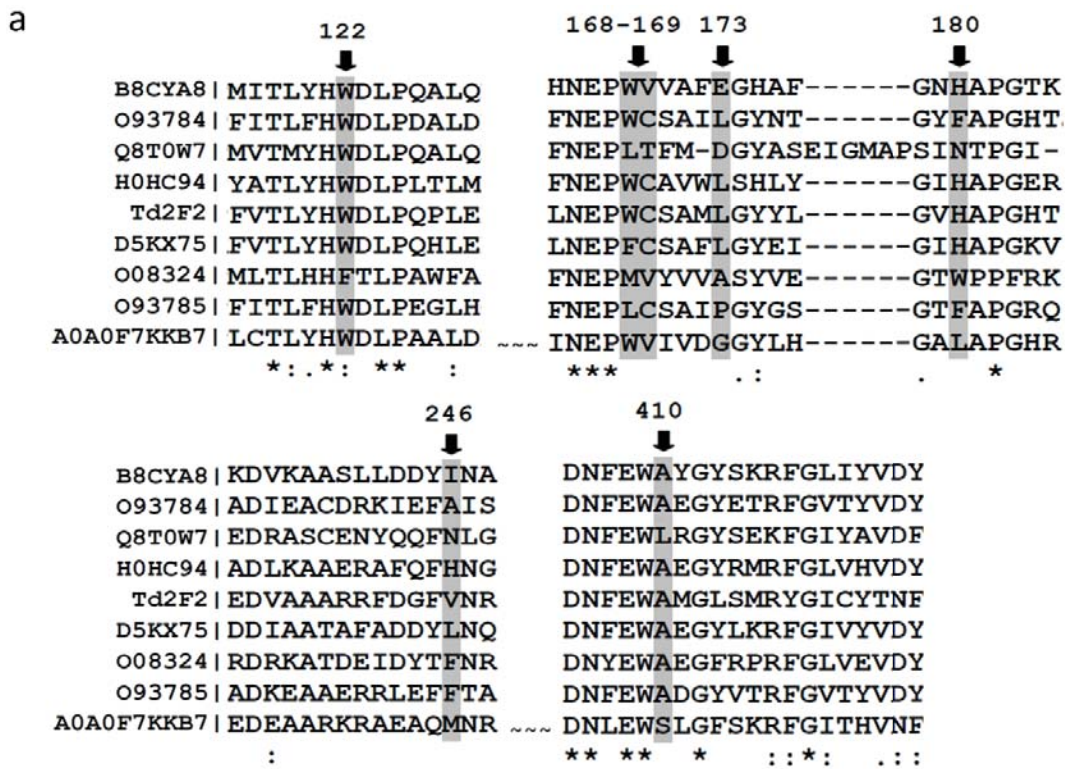 a
122 168-169 173 180
B8CYA8| MITLYHWDLPQALQ HNEPWVVAFEGHAF------GNHAPGTK
O93784| FITLFHWDLPDALD FNEPWCSAILGYNT------GYFAPGHT
Q8T0W7| MVTMYHWDLPQALQ FNEPLTFM-DGYASEIGMAPSINTPGI-
H0HC94| YATLYHWDLPLTLM FNEPWCAVWLSHLY------GIHAPGER
Td2F2| FVTLYHWDLPQPLE LNEPWCSAMLGYYL------GVHAPGHT
D5KX75| FVTLYHWDLPQHLE LNEPFCSAFLGYEI------GIHAPGKV
O08324| MLTLHHFTLPAWFA FNEPMVYVVASYVE------GTWPPFRK
O93785| FITLFHWDLPEGLH FNEPLCSAIPGYGS------GTFAPGRQ
A0A0F7KKB7| LCTLYHWDLPAALD ~~~ INEPWVIVDGGYLH------GALAPGHR
*:.*: ** : *** .: . *
246 410
B8CYA8| KDVKAASLLDDYINA DNFEWAYGYSKRFGLIYVDY
O93784| ADIEACDRKIEFAIS DNFEWAEGYETRFGVTYVDY
Q8T0W7| EDRASCENYQQFNLG DNFEWLRGYSEKFGIYAVDF
H0HC94| ADLKAAERAFQFHNG DNFEWAEGYRMRFGLVHVDY
Td2F2| EDVAAARRFDGFVNR DNFEWAMGLSMRYGICYTNF
D5KX75| DDIAATAFADDYLNQ DNFEWAEGYLKRFGIVYVDY
O08324| RDRKATDEIDYTFNR DNYEWAEGFRPRFGLVEVDY
O93785| ADKEAAERRLEFFTA DNFEWADGYVTRFGVTYVDY
A0A0F7KKB7| EDEAARKRAEAQMNR ~~~ DNLEWSLGFSKRFGITHVNF
: ** ** * ::*: .::